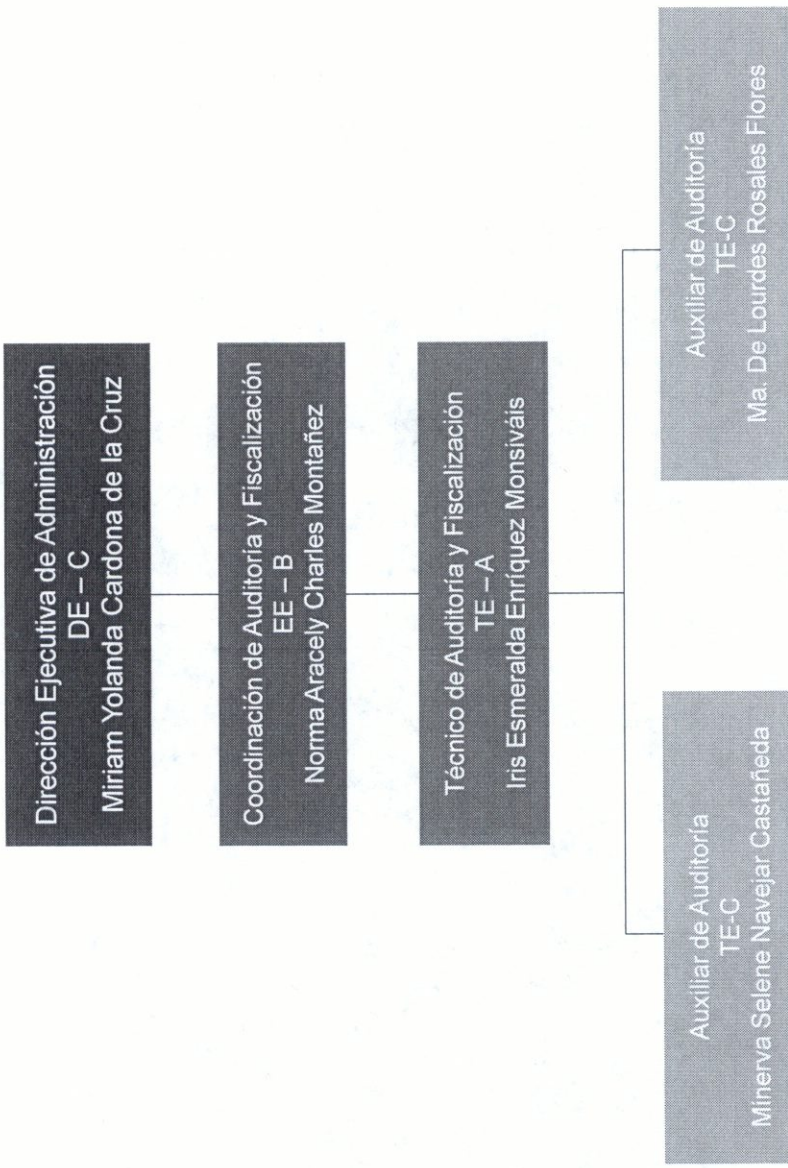 Dirección Ejecutiva de Administración
DE – C
Miriam Yolanda Cardona de la Cruz
Coordinación de Auditoría y Fiscalización
EE – B
Norma Aracely Charles Montañez
Técnico de Auditoría y Fiscalización
TE – A
Iris Esmeralda Enríquez Monsiváis
Auxiliar de Auditoría
TE-C
Minerva Selene Navejar Castañeda
Auxiliar de Auditoría
TE-C
Ma. De Lourdes Rosales Flores